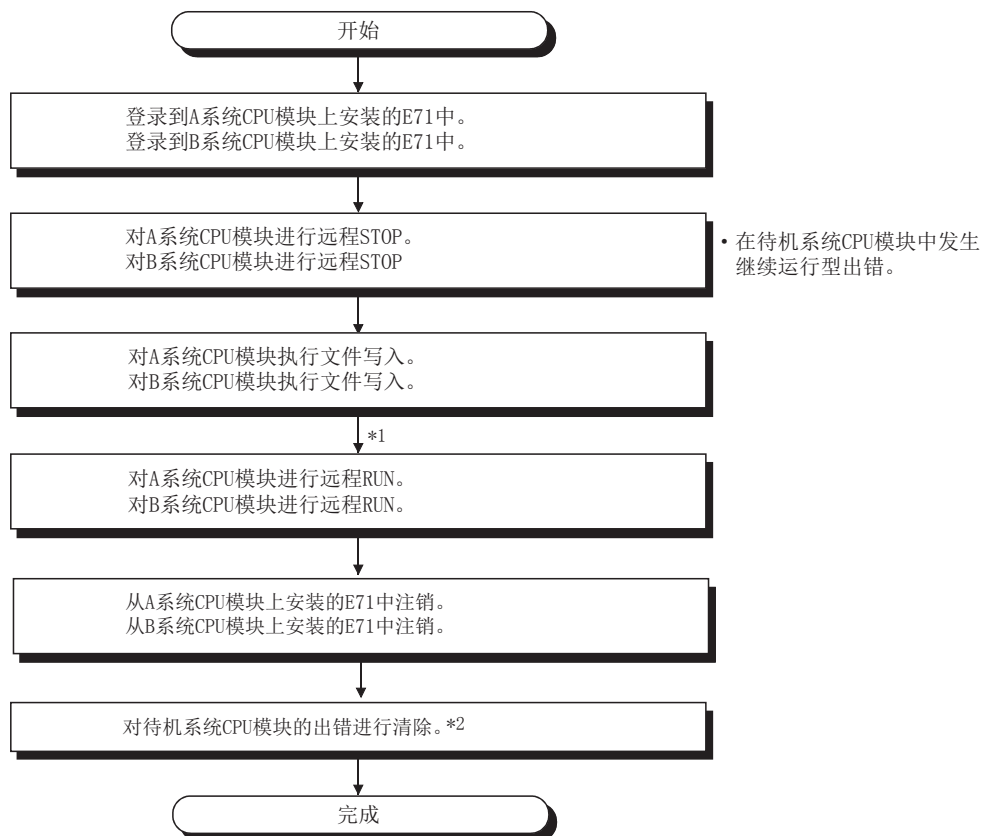 开始
登录到A系统CPU模块上安装的E71中。
登录到B系统CPU模块上安装的E71中。
对A系统CPU模块进行远程STOP。
对B系统CPU模块进行远程STOP
•在待机系统CPU模块中发生
继续运行型出错。
对A系统CPU模块执行文件写入。
对B系统CPU模块执行文件写入。
*1
对A系统CPU模块进行远程RUN。
对B系统CPU模块进行远程RUN。
从A系统CPU模块上安装的E71中注销。
从B系统CPU模块上安装的E71中注销。
对待机系统CPU模块的出错进行清除。*2
完成